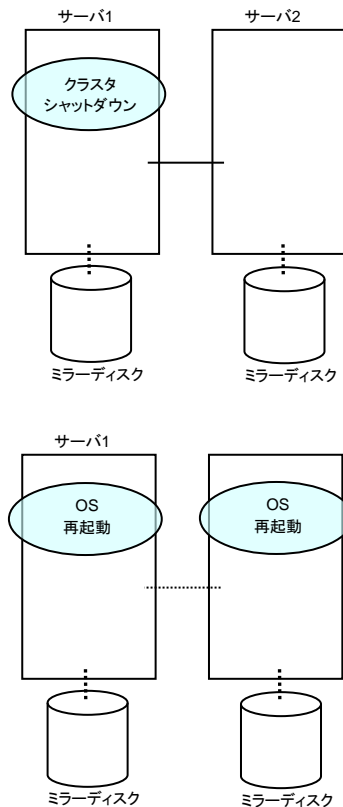 サーバ1
サーバ2
クラスタ
シャットダウン
ミラーディスク
ミラーディスク
サーバ1
OS
再起動
OS
再起動
ミラーディスク
ミラーディスク